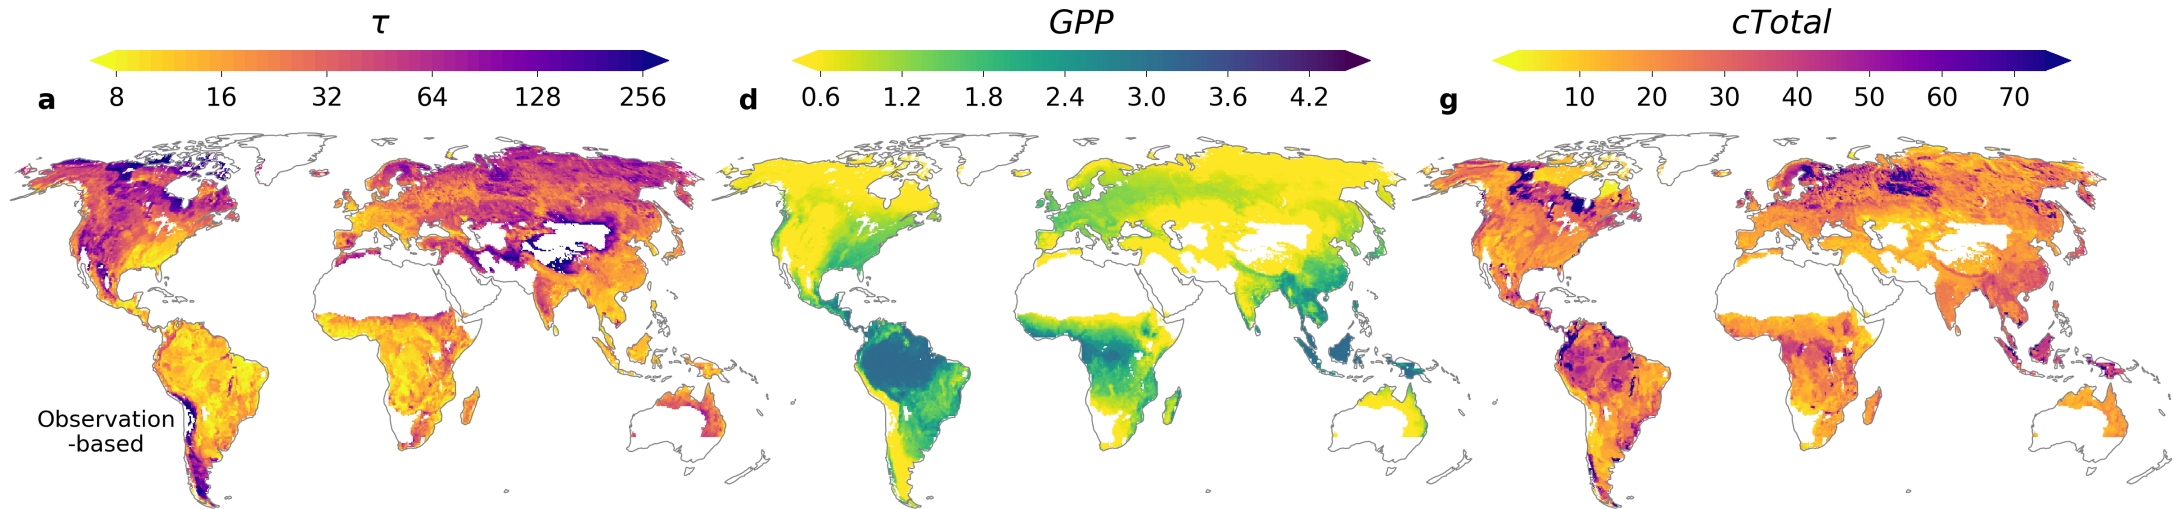 τ GPP cTotal
a 8 16 32 64 128 256 d 0.6 1.2 1.8 2.4 3.0 3.6 4.2 g 10 20 30 40 50 60 70
Observation
-based